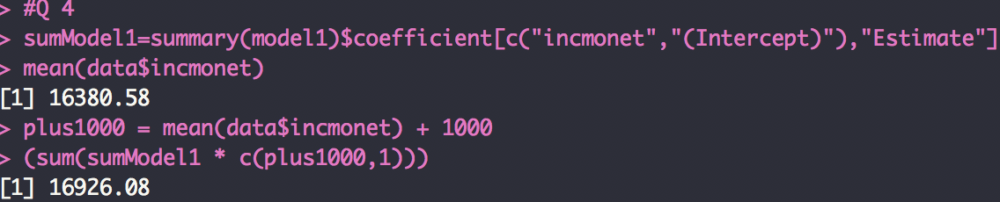 > #Q 4
> sumModel1=summary(model1)$coefficient[c("incmonet","(Intercept)"),"Estimate"]
> mean(data$incmonet)
[1] 16380.58
> plus1000 = mean(data$incmonet) + 1000
> (sum(sumModel1 * c(plus1000,1)))
[1] 16926.08